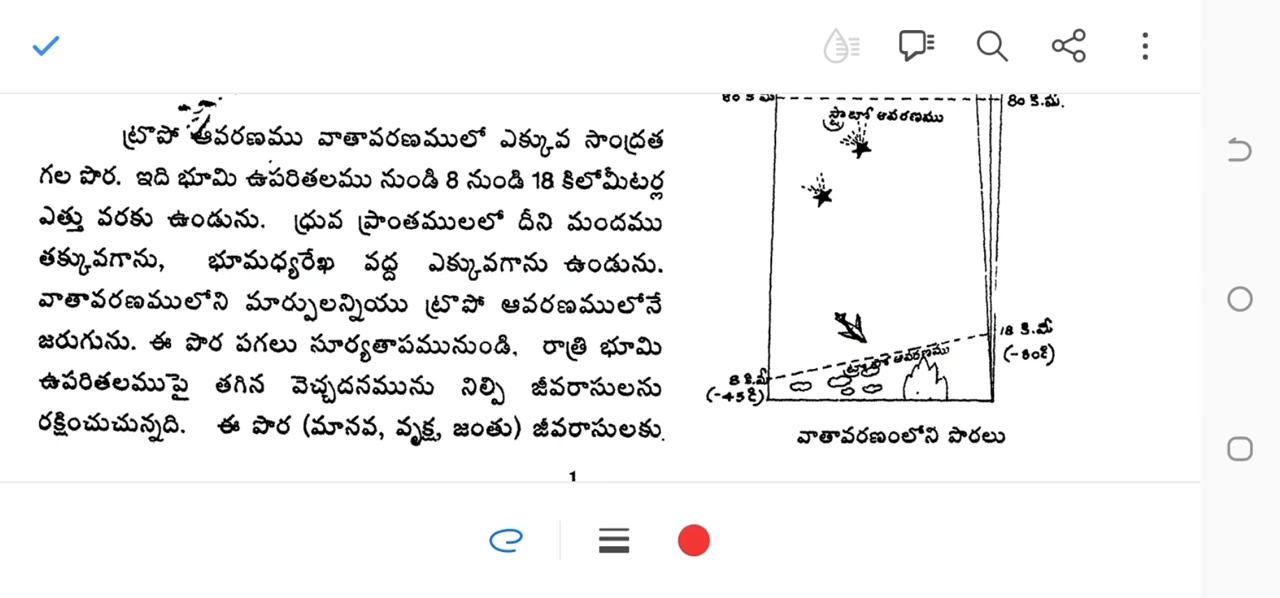 ట్రొపో ఆవరణము వాతావరణములో ఎక్కువ సాంద్రత
గల పొర. ఇది భూమి ఉపరితలము నుండి 8 నుండి 18 కిలోమీటర్ల
ఎత్తు వరకు ఉండును. ధ్రువ ప్రాంతములలో దీని మందము
తక్కువగాను, భూమధ్యరేఖ వద్ద ఎక్కువగాను ఉండును.
వాతావరణములోని మార్పులన్నియు ట్రొపో ఆవరణములోనే
జరుగును. ఈ పొర పగలు సూర్యతాపమునుండి, రాత్రి భూమి
ఉపరితలముపై తగిన వెచ్చదనమును నిల్పి జీవరాసులను
రక్షించుచున్నది. ఈ పొర (మానవ, వృక్ష, జంతు) జీవరాసులకు.
1
80 కి.మీ.
ఆవరణము
18 కి.మీ
ఆవరణము
8 కి.మీ
వాతావరణంలోని పొరలు